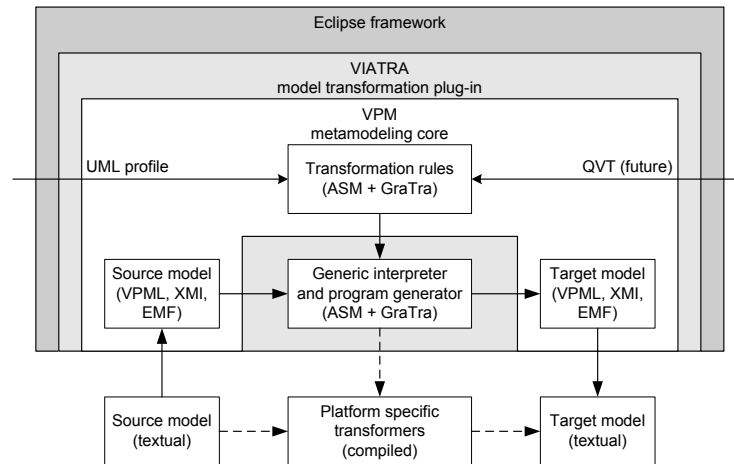 Eclipse framework
VIATRA
model transformation plug-in
VPM
metamodeling core
UML profile
Transformation rules
(ASM + GraTra)
QVT (future)
Source model
(VPML, XMI,
EMF)
Generic interpreter
and program generator
(ASM + GraTra)
Target model
(VPML, XMI,
EMF)
Source model
(textual)
Platform specific
transformers
(compiled)
Target model
(textual)